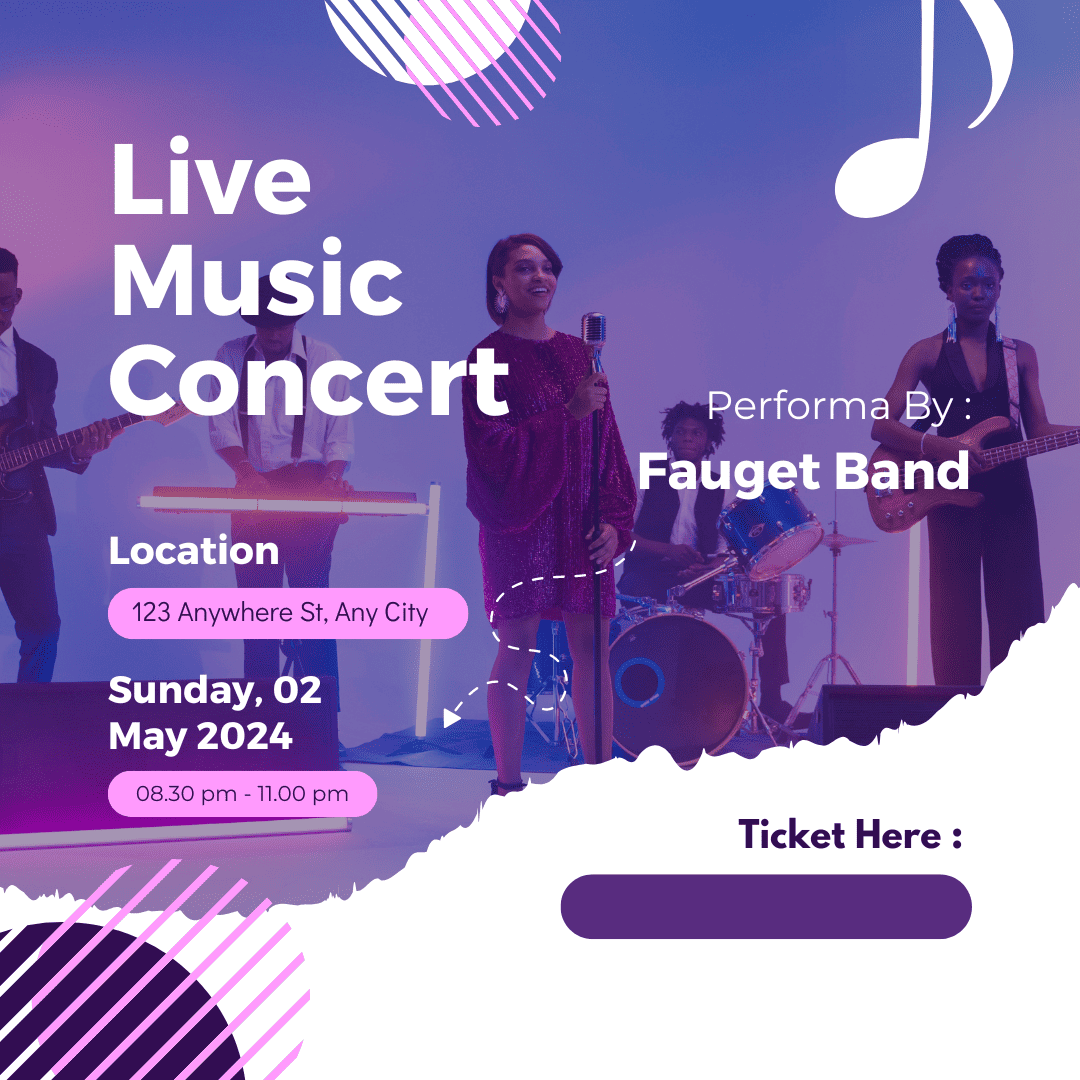 Live
Music
Concert
Performa By :
Fauget Band
Location
123 Anywhere St, Any City
Sunday, 02
May 2024
08.30 pm - 11.00 pm
Ticket Here :